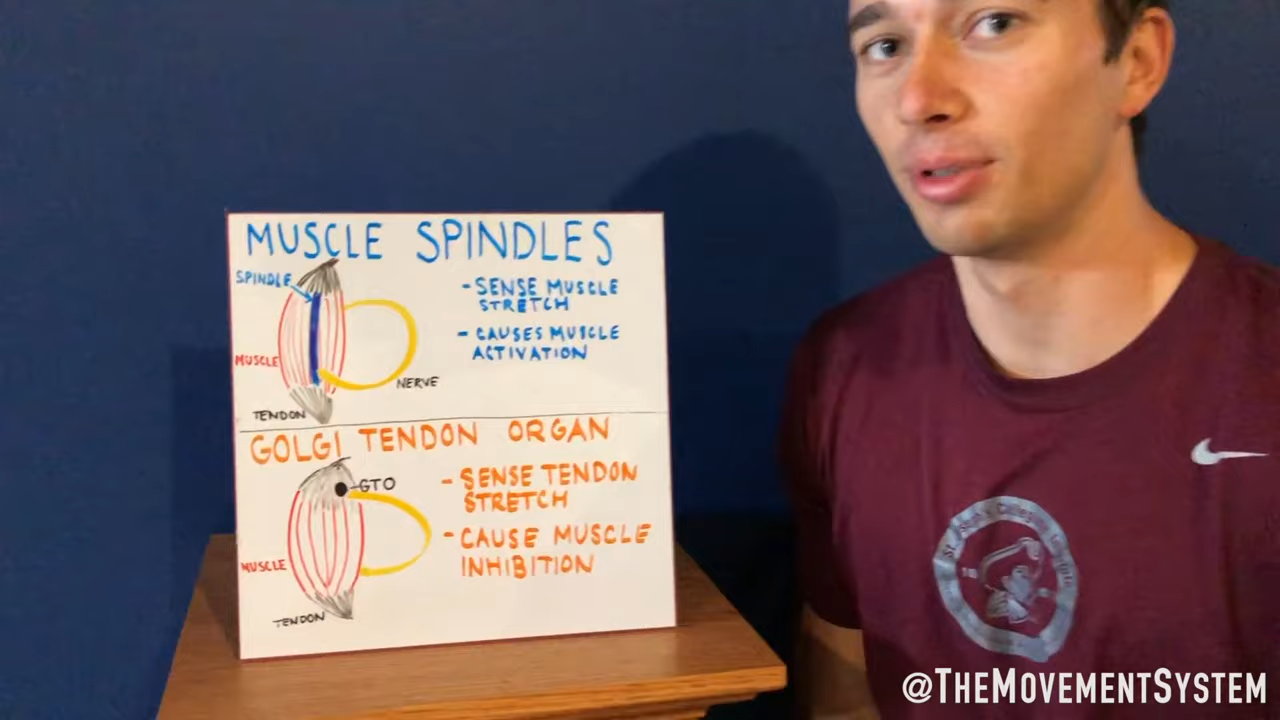 MUSCLE SPINDLES
SPINDLE
MUSCLE
TENDON
NERVE
- SENSE MUSCLE
STRETCH
- CAUSES MUSCLE
ACTIVATION
GOLGI TENDON ORGAN
GTO
MUSCLE
TENDON
- SENSE TENDON
STRETCH
- CAUSE MUSCLE
INHIBITION
@THEMOVEMENTSYSTEM